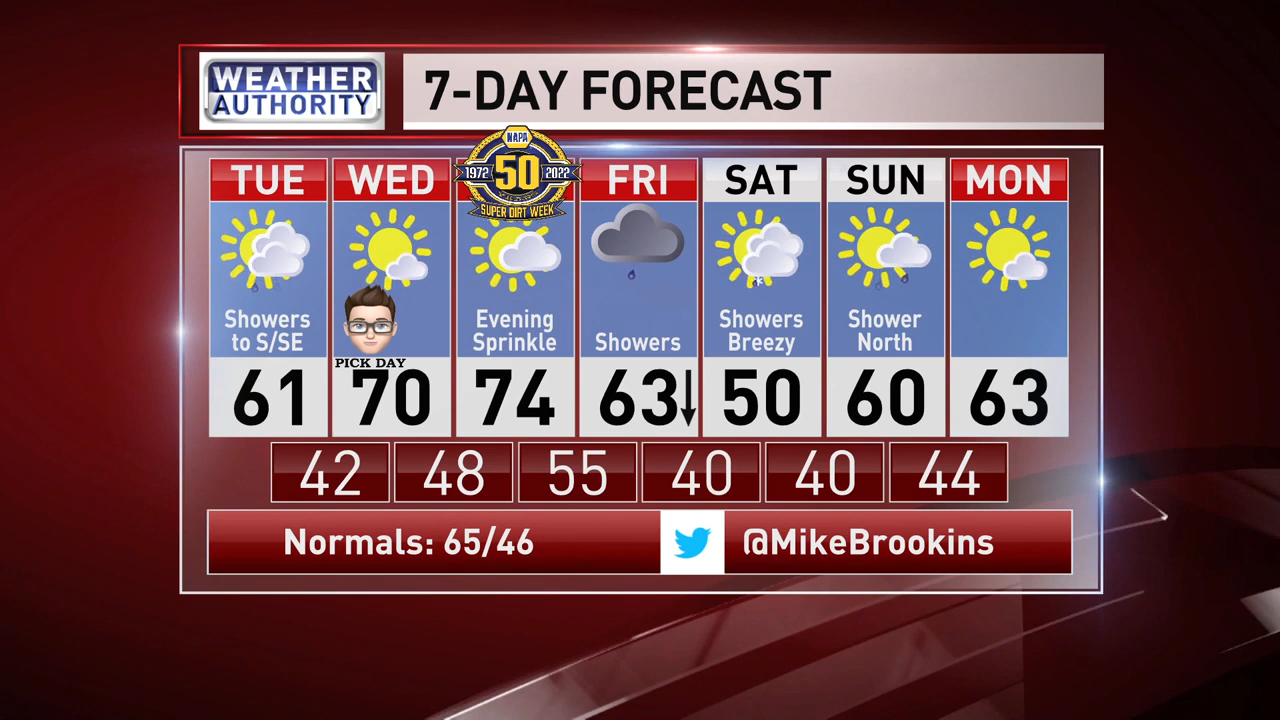 WEATHER
AUTHORITY
7-DAY FORECAST
TUE
WED
NAPA
1972 50 2022
SUPER DIRT WEEK
FRI
SAT
SUN
MON
Showers
to S/SE
PICK DAY
Evening
Sprinkle
Showers
Showers
Breezy
Shower
North
61 70 74 63 50 60 63
42 48 55 40 40 44
Normals: 65/46
@MikeBrookins